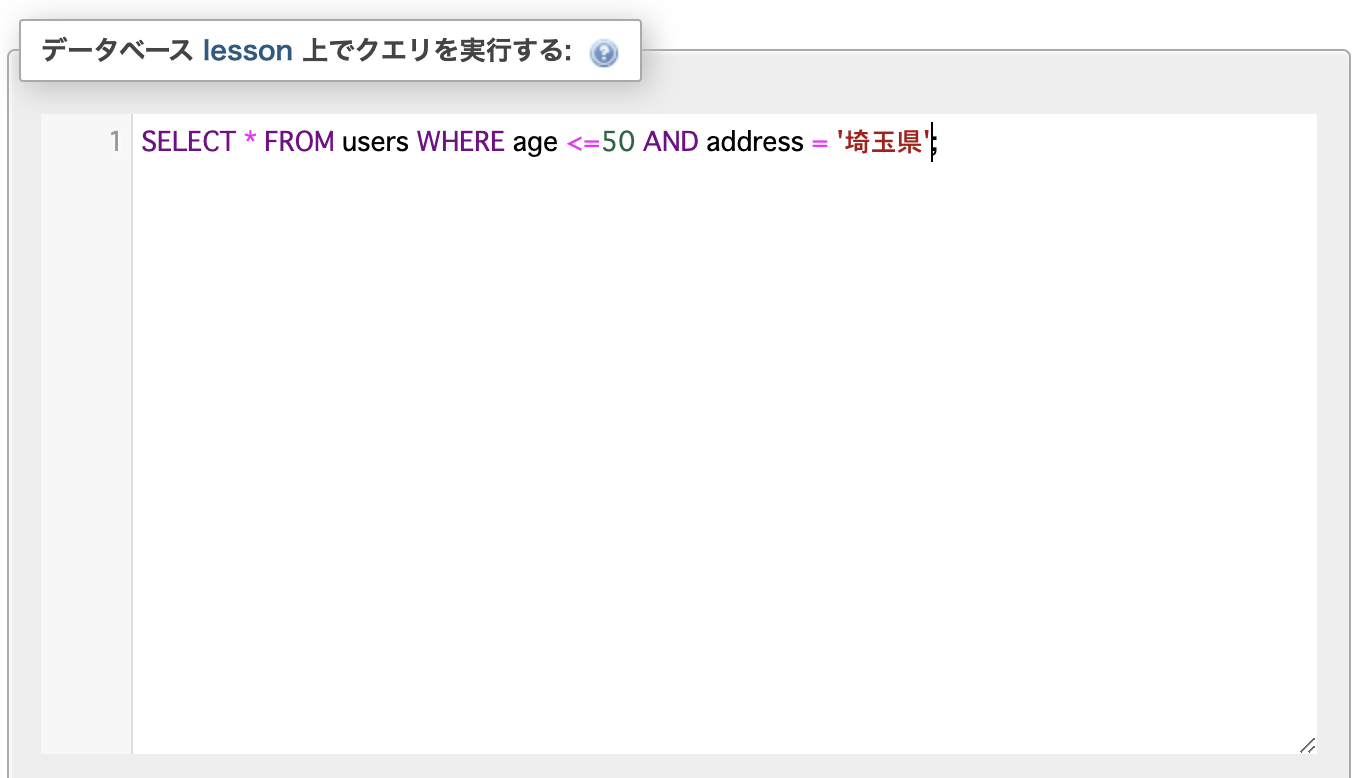 データベース lesson 上でクエリを実行する:
1 SELECT * FROM users WHERE age <=50 AND address = '埼玉県';